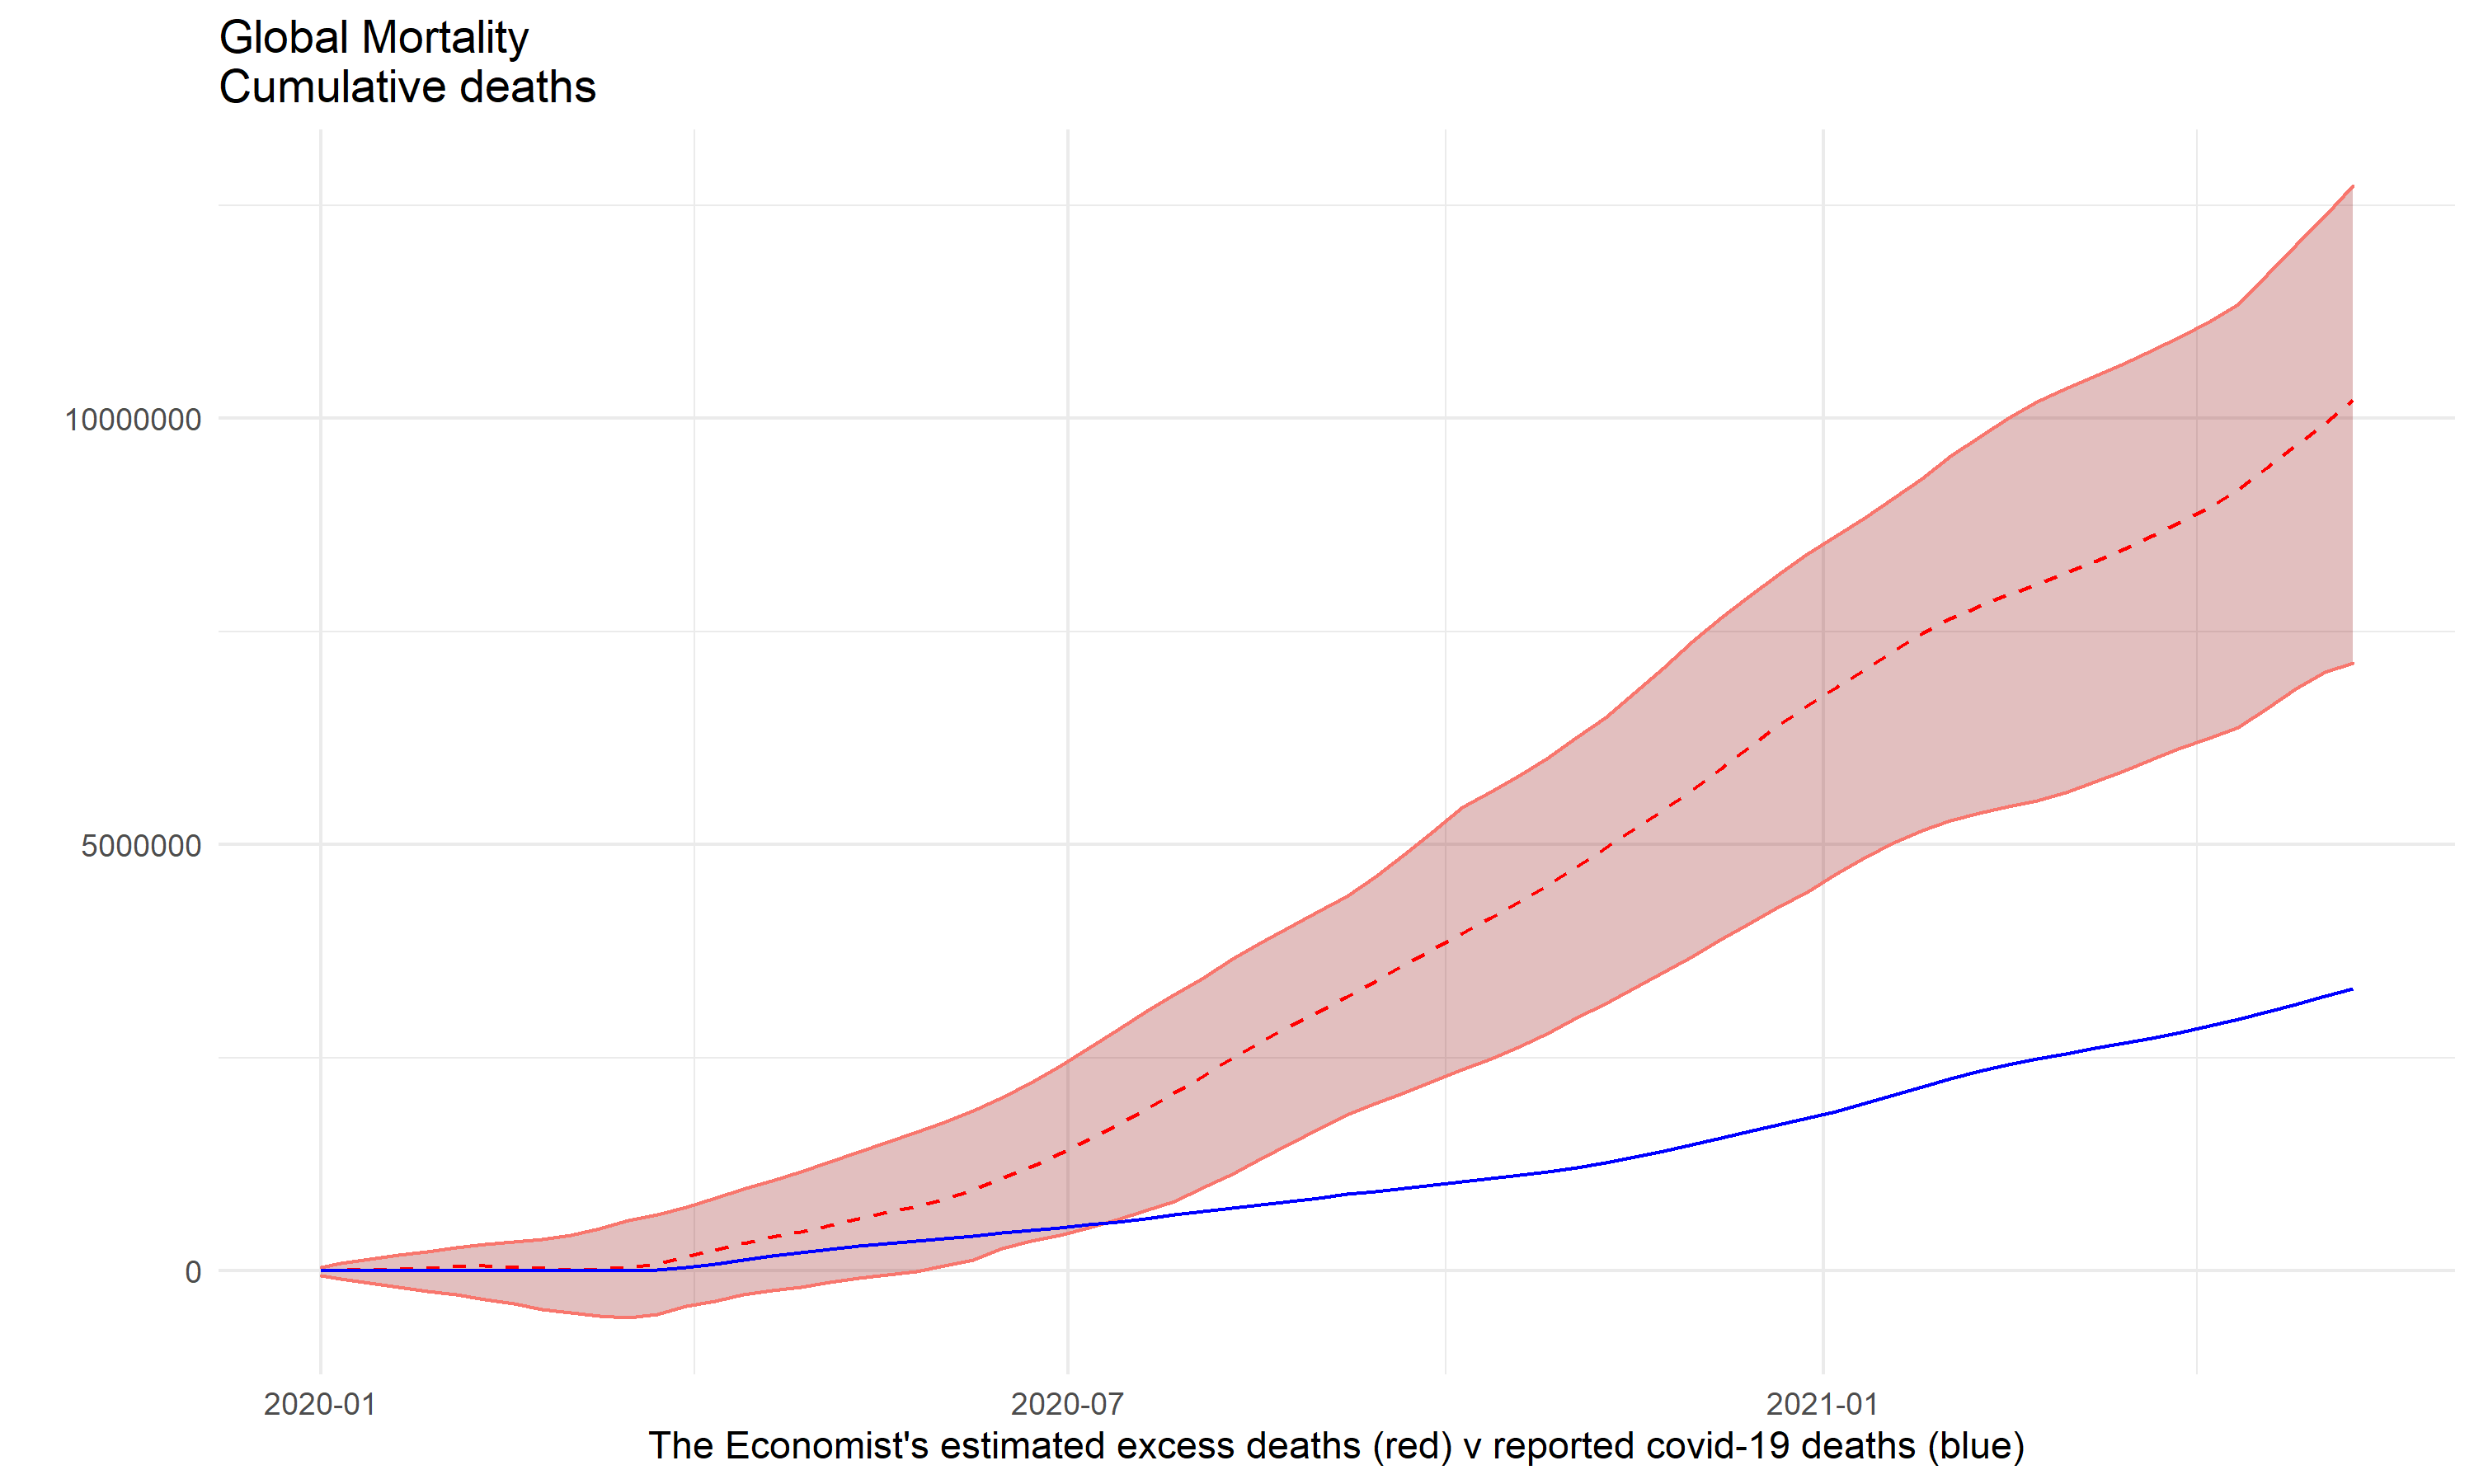 Global Mortality
Cumulative deaths
10000000
5000000
0
2020-01
2020-07
2021-01
The Economist's estimated excess deaths (red) v reported covid-19 deaths (blue)